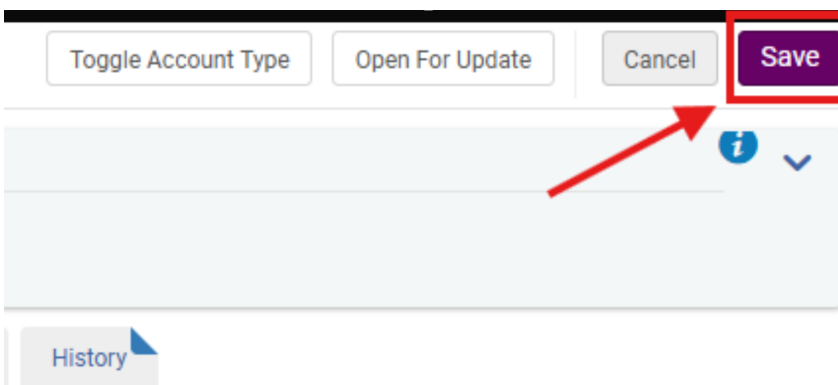 Toggle Account Type
Open For Update
Cancel
Save
i
History